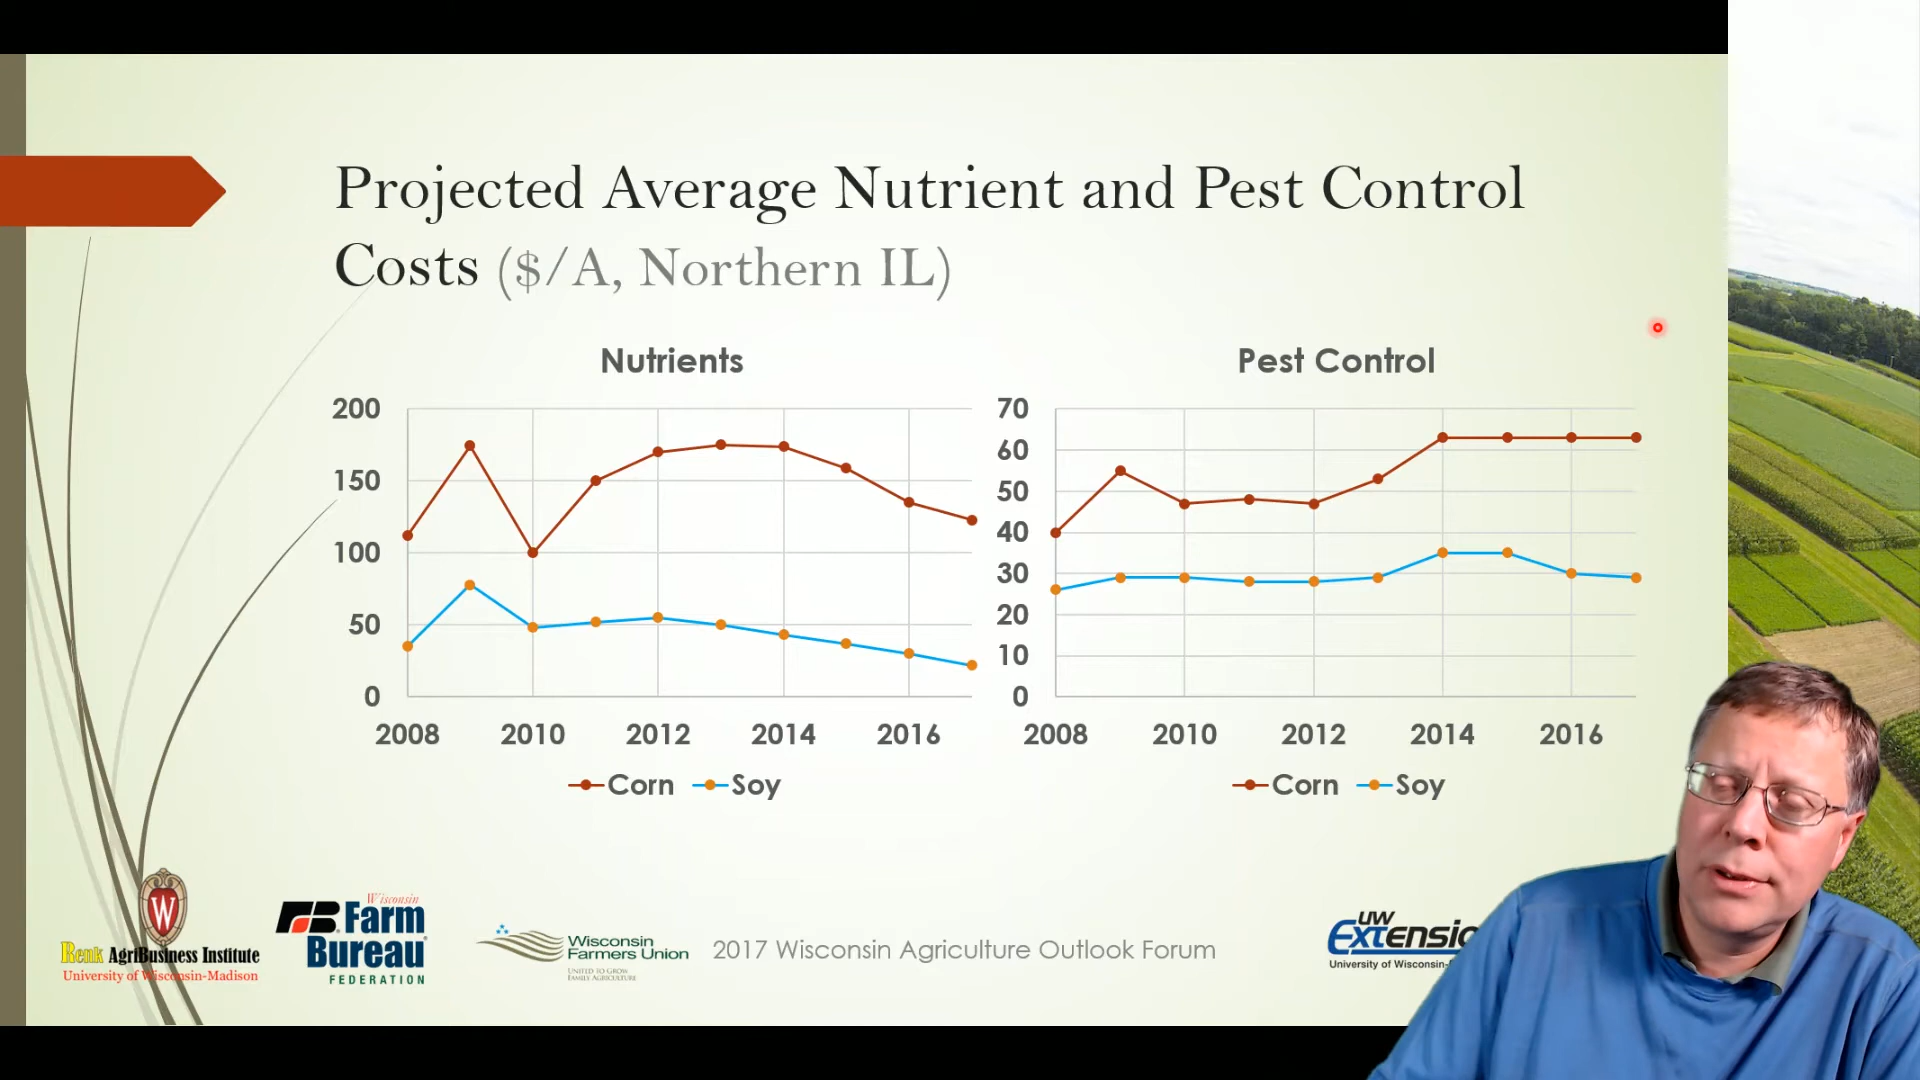 Projected Average Nutrient and Pest Control
Costs ($/A, Northern IL)
Nutrients
200
150
100
50
0
2008 2010 2012 2014 2016
Corn Soy
Pest Control
70
60
50
40
30
20
10
0
2008 2010 2012 2014 2016
Corn Soy
W
Renk AgriBusiness Institute
University of Wisconsin-Madison
Wisconsin
FB Farm
Bureau
FEDERATION
Wisconsin
Farmers Union
UNITED TO GROW
FAMILY AGRICULTURE
2017 Wisconsin Agriculture Outlook Forum
UW
Extensio
University of Wisconsin-